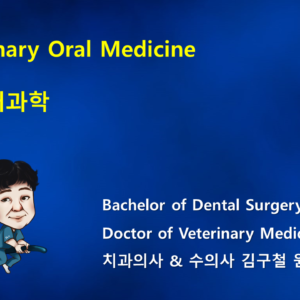 nary Oral Medicine
과학
Bachelor of Dental Surgery
Doctor of Veterinary Medic
치과의사 & 수의사 김구철